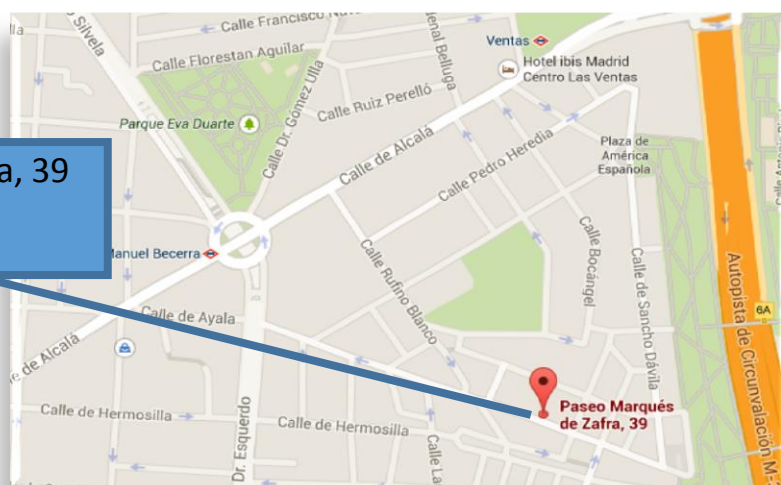 Silvela
Calle Francisco
Calle Florestan Aguilar
Calle Dr. Gómez Ulla
Calle Ruiz Perelló
Belluga
Ventas
Hotel ibis Madrid
Centro Las Ventas
Parque Eva Duarte
Calle de Alcalá
Calle Pedro Heredia
Plaza de
América
Española
a, 39
Manuel Becerra
Calle Rufino Blanco
Calle Bocángel
Calle de Sancho Dávila
Autopista de Circunvalación M-
6A
Calle de Ayala
de Alcalá
Paseo Marqués
de Zafra, 39
Calle de Hermosilla
Calle de Hermosilla
Dr. Esquerdo
Calle La